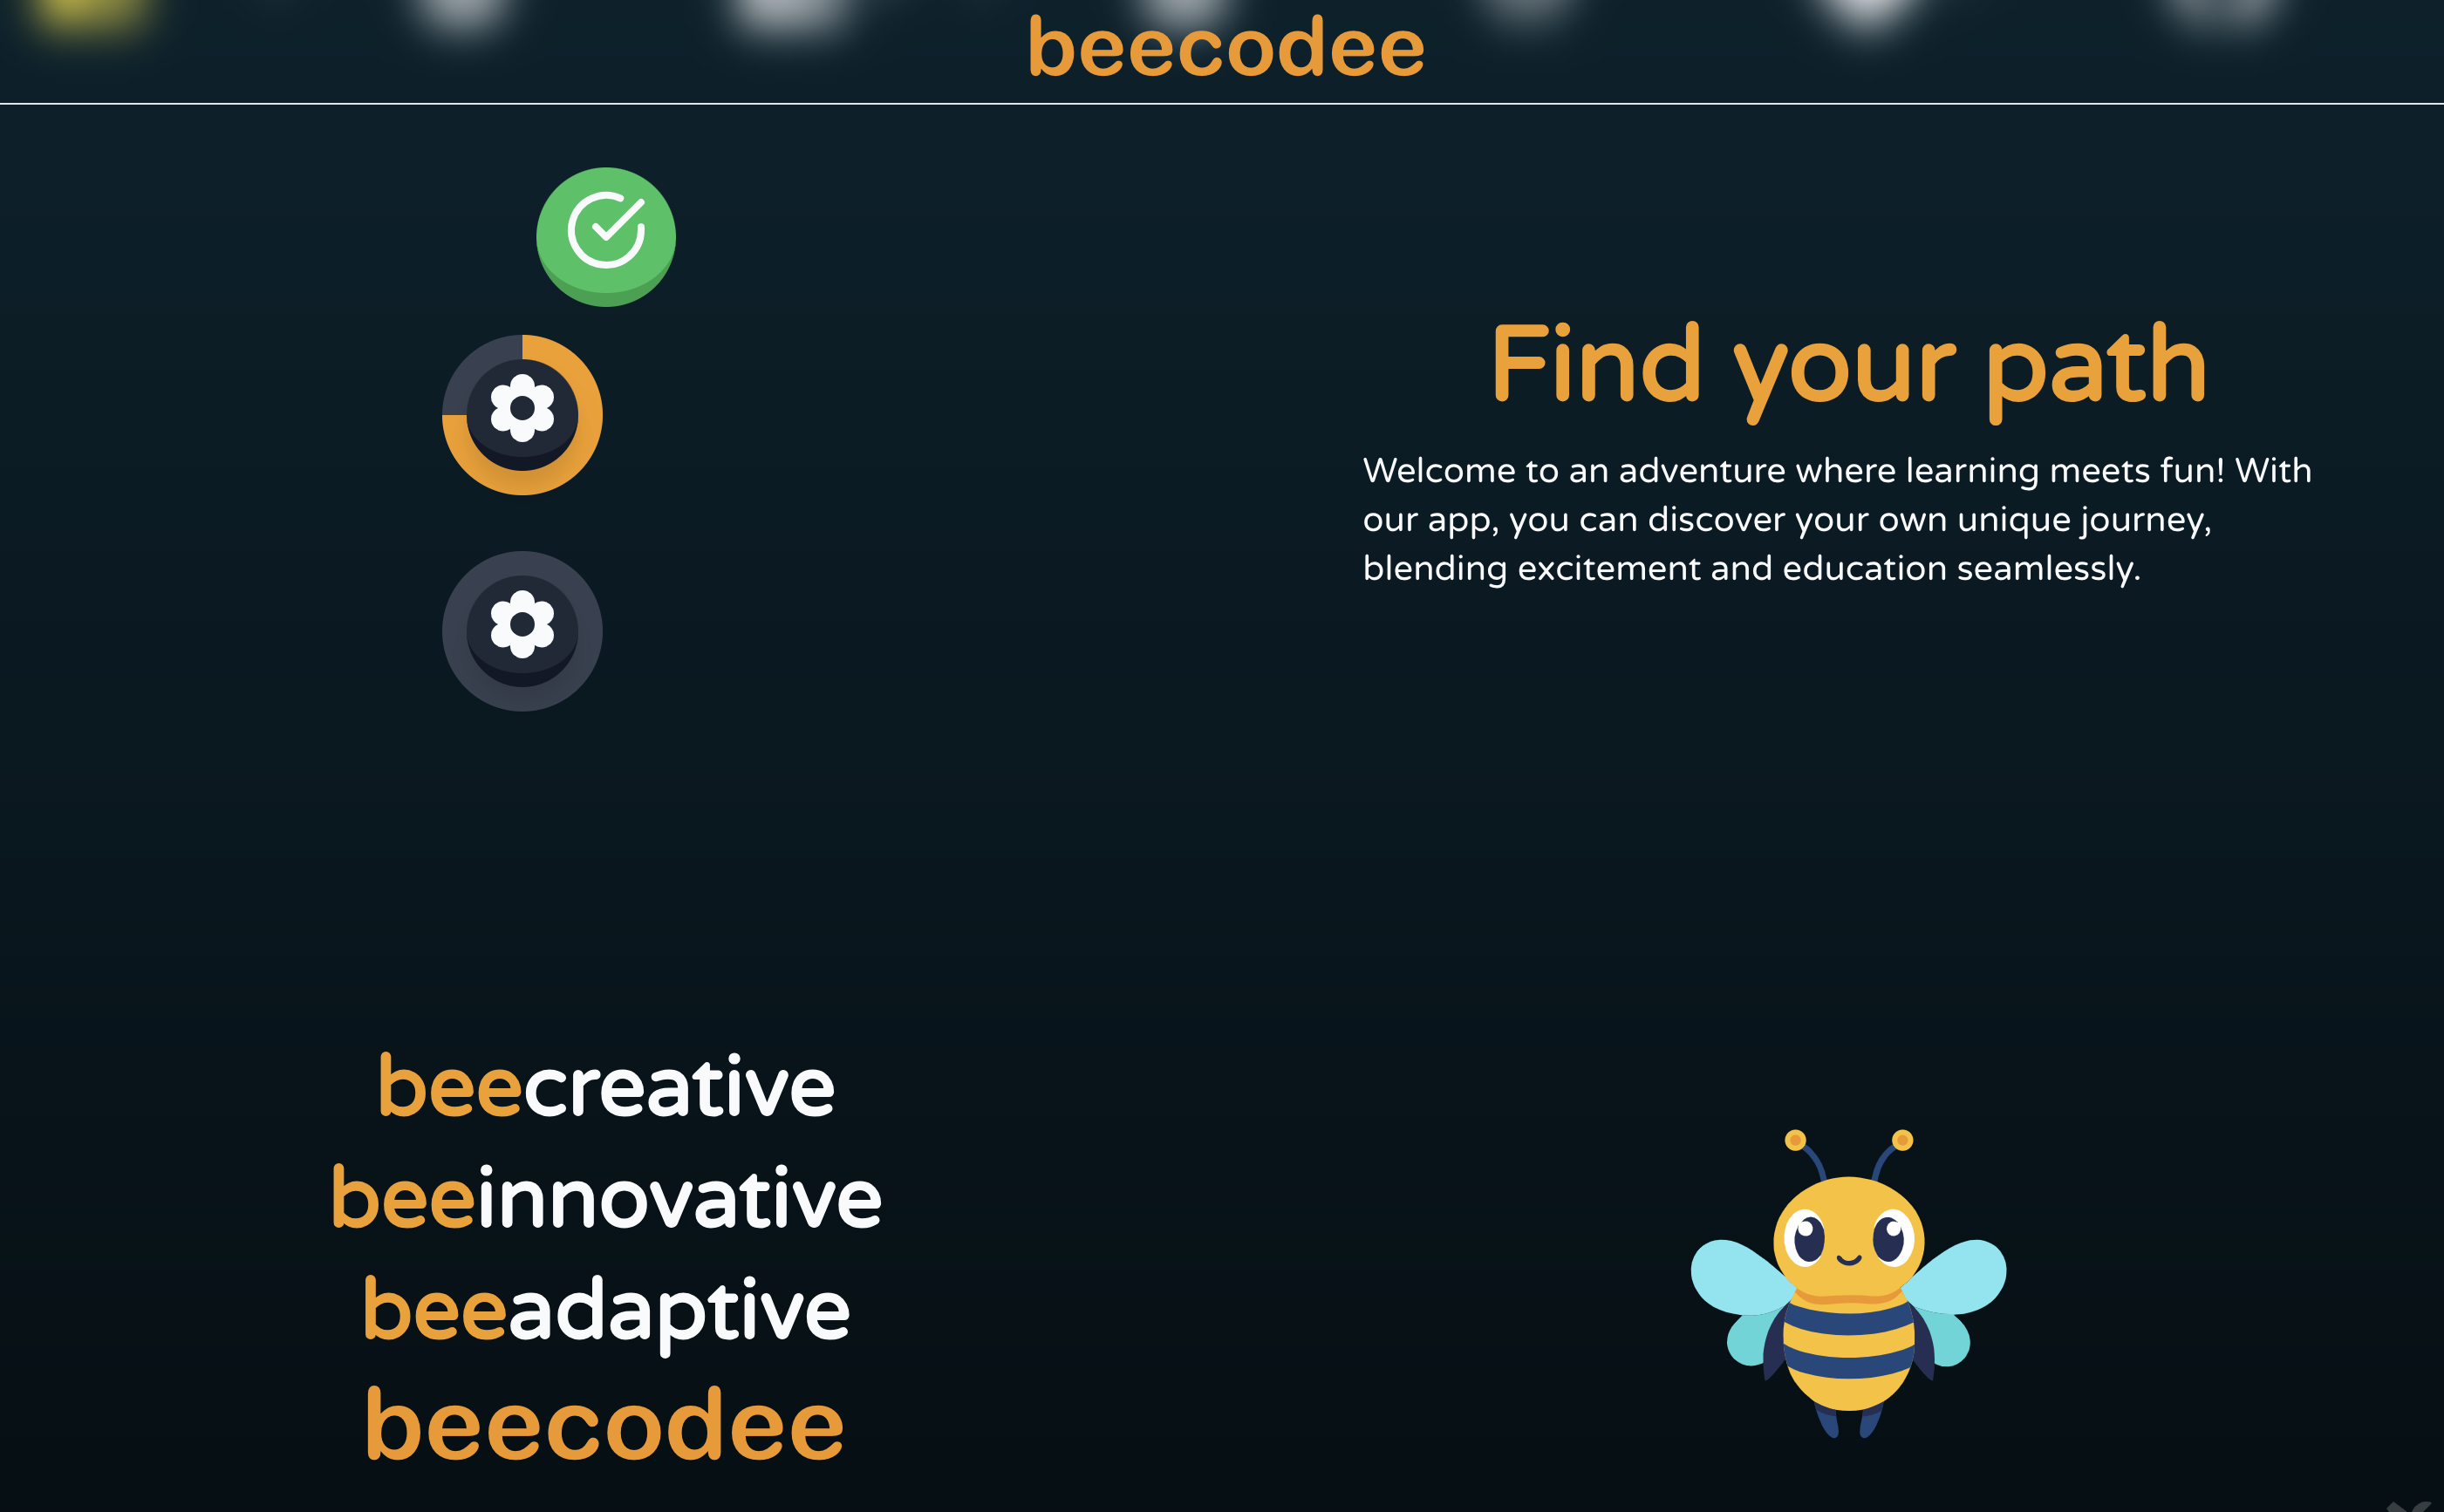 beecodee
Find your path
Welcome to an adventure where learning meets fun! With
our app, you can discover your own unique journey,
blending excitement and education seamlessly.
beecreative
beeinnovative
beeadaptive
beecodee